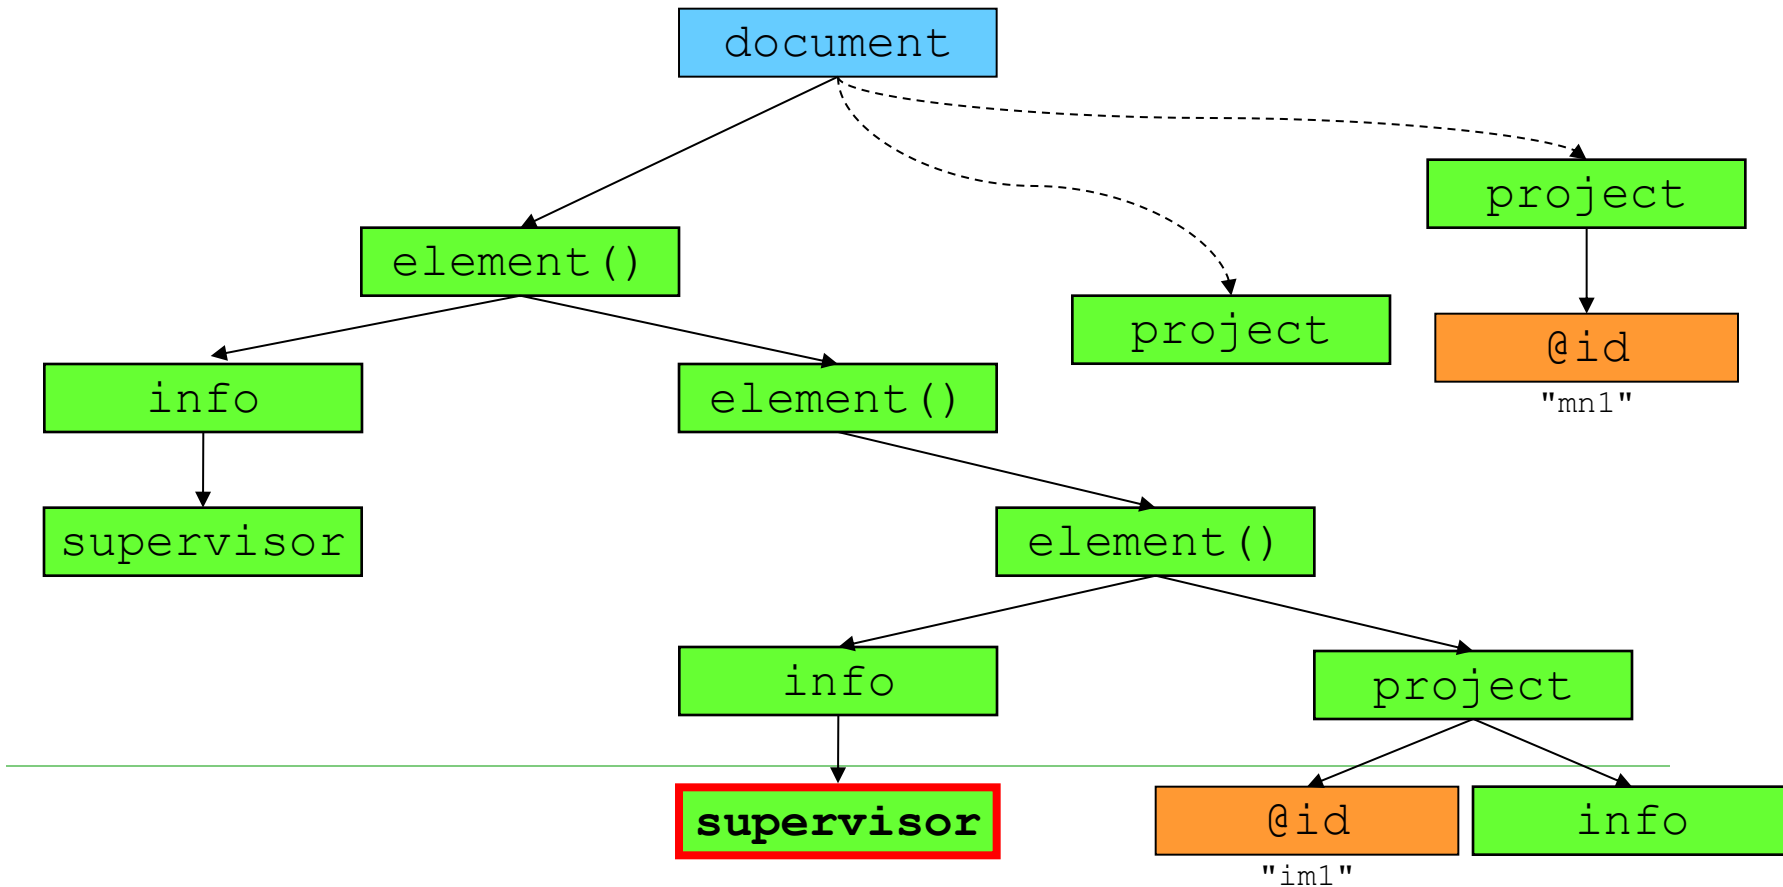 document
project
element()
project
@id
"mn1"
info
element()
supervisor
element()
info
project
supervisor
@id
info
"im1"